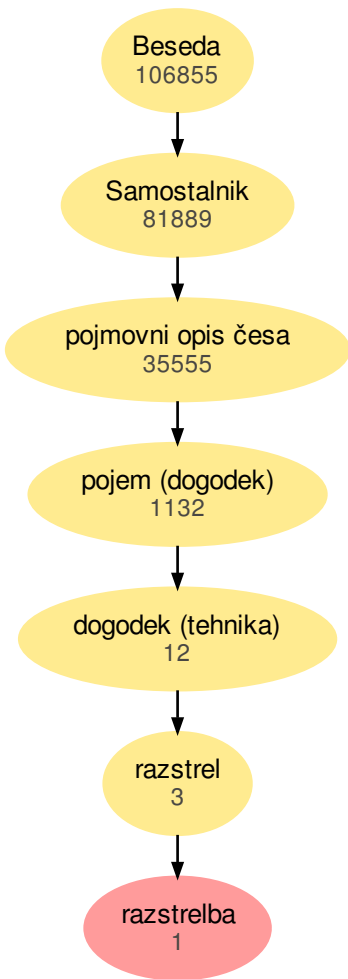 Beseda
106855
Samostalnik
81889
pojmovni opis česa
35555
pojem (dogodek)
1132
dogodek (tehnika)
12
razstrel
3
razstrelba
1